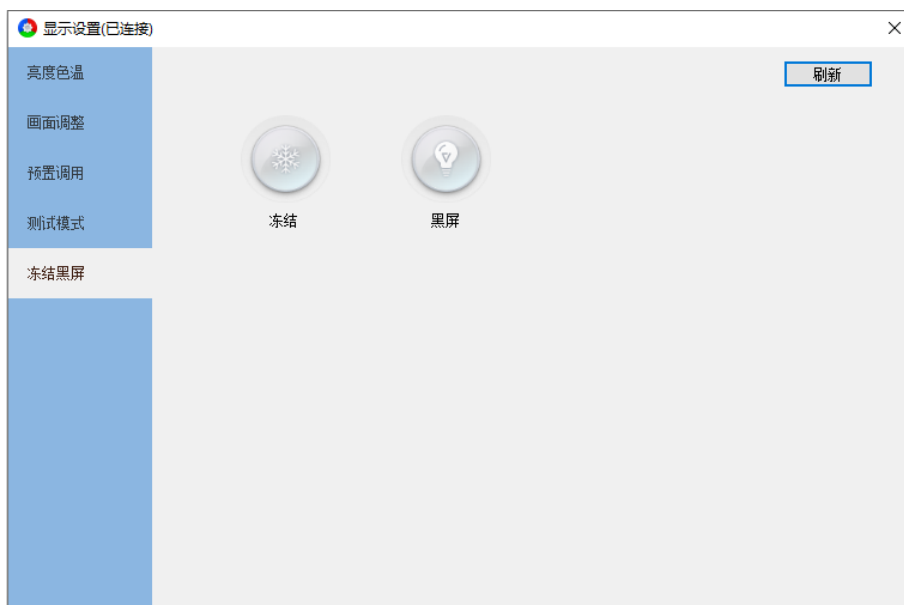 显示设置(已连接)
亮度色温
刷新
画面调整
预置调用
测试模式
冻结
黑屏
冻结黑屏